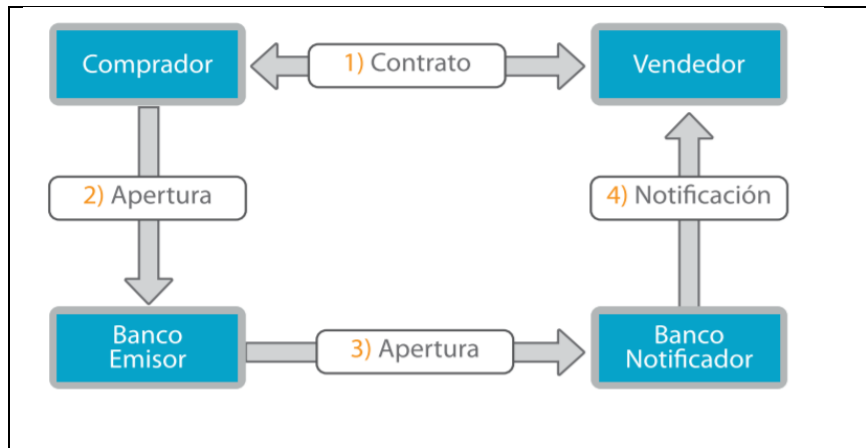 Comprador
1) Contrato
Vendedor
2) Apertura
4) Notificación
Banco
Emisor
3) Apertura
Banco
Notificador